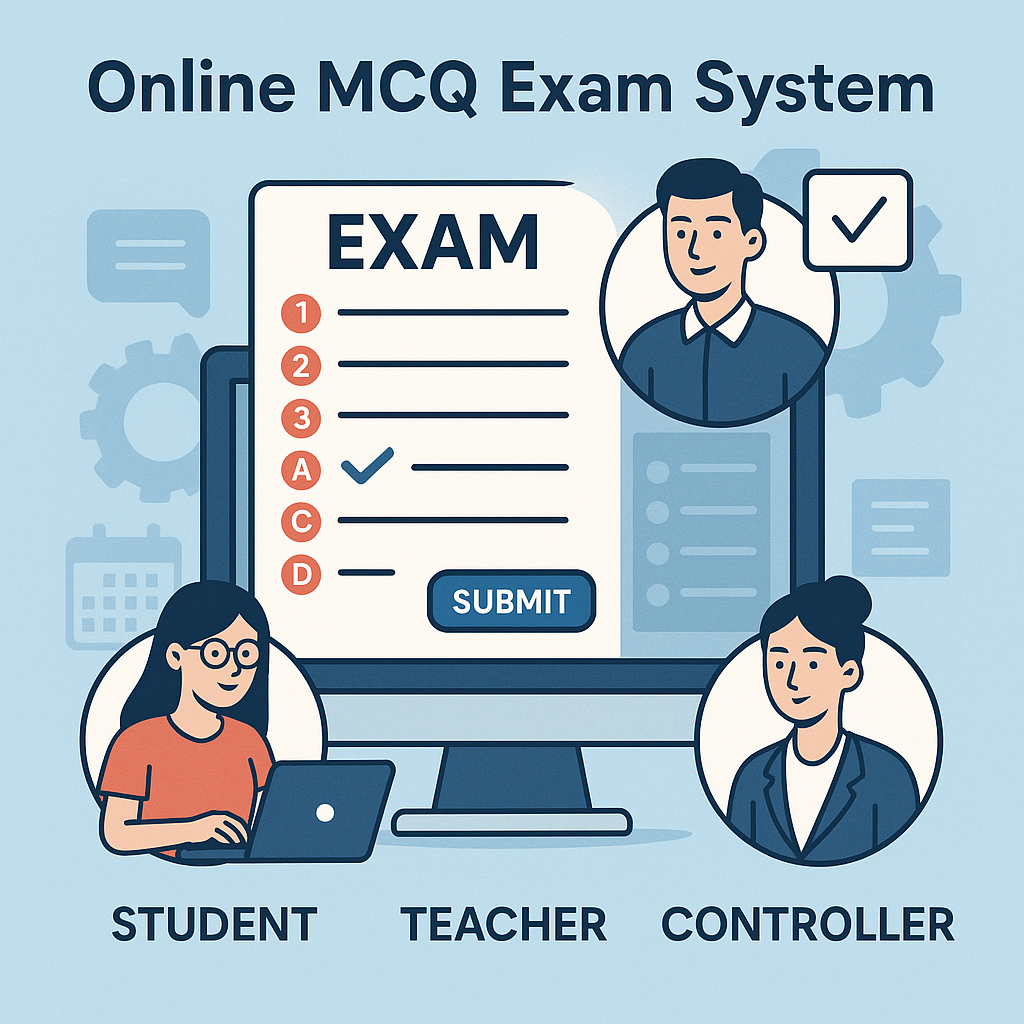 Online MCQ Exam System
EXAM
1
2
3
A
C
D
SUBMIT
STUDENT
TEACHER
CONTROLLER